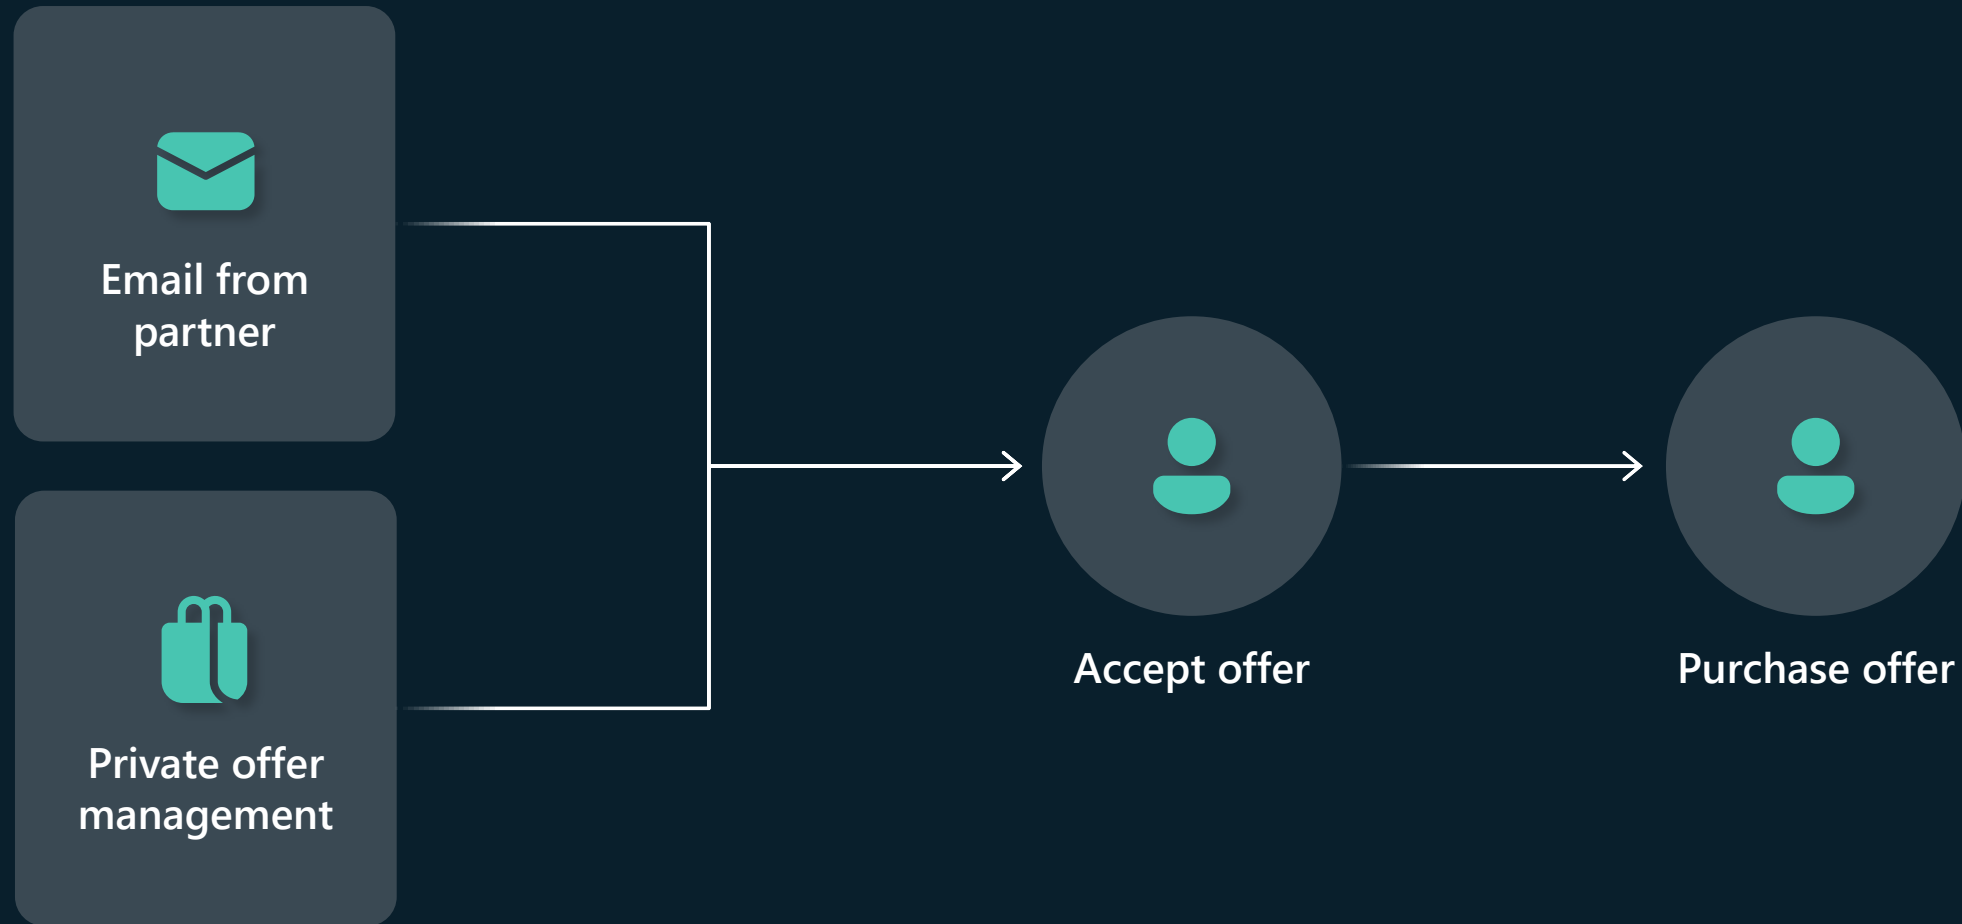 Email from
partner
Private offer
management
Accept offer
Purchase offer